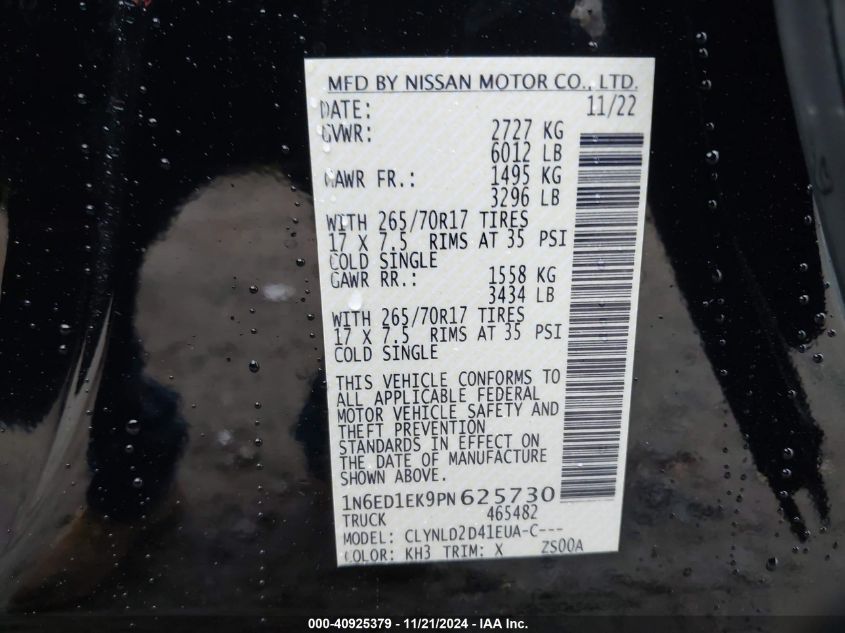 MFD BY NISSAN MOTOR CO., LTD.
DATE: 11/22
GVWR: 2727 KG
6012 LB
GAWR FR.: 1495 KG
3296 LB
WITH 265/70R17 TIRES
17 X 7.5 RIMS AT 35 PSI
COLD SINGLE
GAWR RR.: 1558 KG
3434 LB
WITH 265/70R17 TIRES
17 X 7.5 RIMS AT 35 PSI
COLD SINGLE
THIS VEHICLE CONFORMS TO
ALL APPLICABLE FEDERAL
MOTOR VEHICLE SAFETY AND
THEFT PREVENTION
STANDARDS IN EFFECT ON
THE DATE OF MANUFACTURE
SHOWN ABOVE.
1N6ED1EK9PN625730
TRUCK 465482
MODEL: CLYNLD2D41EUA-C---
COLOR: KH3 TRIM: X ZS00A
000-40925379 - 11/21/2024 - IAA Inc.